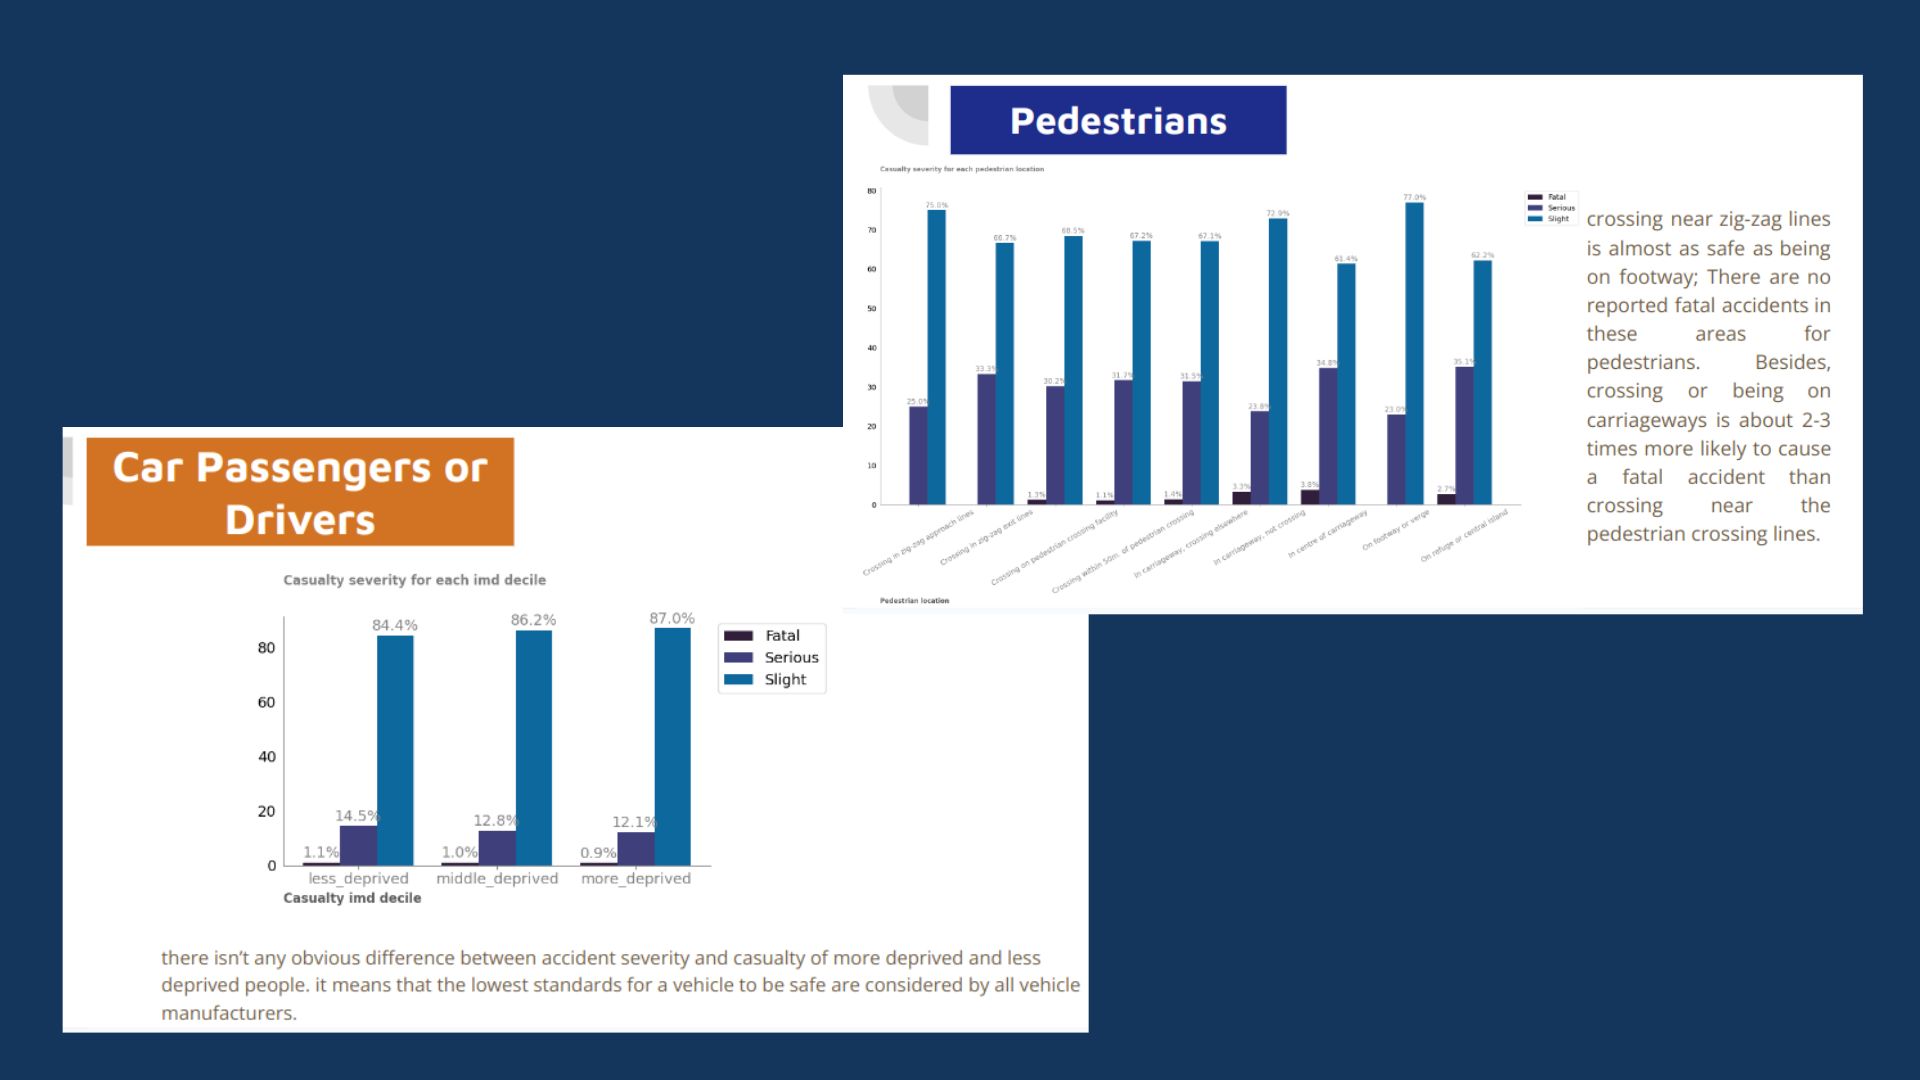 Pedestrians
Casualty severity for each pedestrian location
80
70
60
50
40
30
20
10
0
75.0%
66.7%
68.5%
67.2%
67.1%
72.9%
61.4%
77.0%
62.2%
25.0%
33.3%
30.2%
31.7%
31.5%
23.8%
34.8%
23.0%
35.1%
1.3%
1.1%
1.4%
3.3%
3.8%
2.7%
Crossing in zig-zag approach lines
Crossing in zig-zag exit lines
Crossing on pedestrian crossing facility
Crossing within 50m. of pedestrian crossing
In carriageway, crossing elsewhere
In carriageway, not crossing
In centre of carriageway
On footway or verge
On refuge or central island
Pedestrian location
Fatal
Serious
Slight
crossing near zig-zag lines
is almost as safe as being
on footway; There are no
reported fatal accidents in
these areas for
pedestrians. Besides,
crossing or being on
carriageways is about 2-3
times more likely to cause
a fatal accident than
crossing near the
pedestrian crossing lines.
Car Passengers or
Drivers
Casualty severity for each imd decile
80
60
40
20
0
84.4%
86.2%
87.0%
14.5%
12.8%
12.1%
1.1%
1.0%
0.9%
less_deprived
middle_deprived
more_deprived
Casualty imd decile
Fatal
Serious
Slight
there isn’t any obvious difference between accident severity and casualty of more deprived and less
deprived people. it means that the lowest standards for a vehicle to be safe are considered by all vehicle
manufacturers.